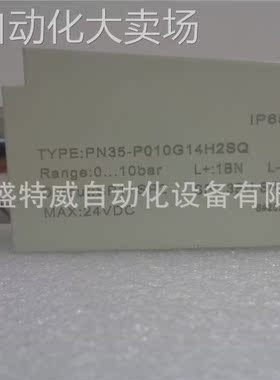 自动化大卖场
IP6
TYPE:PN35-P010G14H2SQ
Range:0...10bar L+:1BN L-
盛特威自动化设备有限
MAX:24VDC